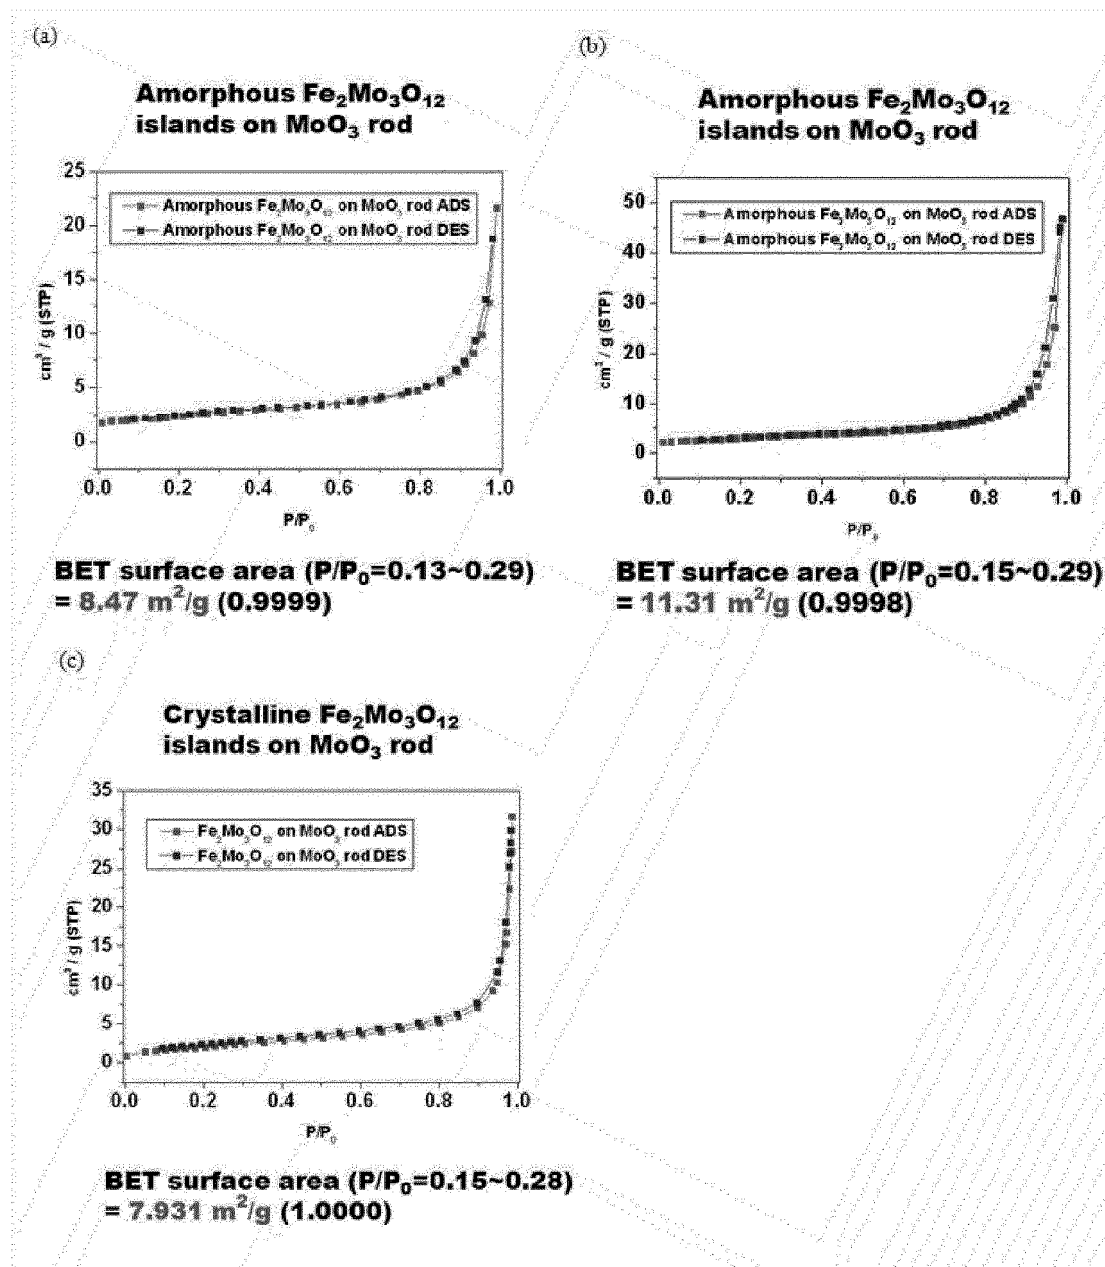 (a)
Amorphous Fe₂Mo₃O₁₂
islands on MoO₃ rod
25
20
15
10
5
0
cm³ / g (STP)
Amorphous Fe₂Mo₃O₁₂ on MoO₃ rod ADS
Amorphous Fe₂Mo₃O₁₂ on MoO₃ rod DES
0.0 0.2 0.4 0.6 0.8 1.0
P/P₀
BET surface area (P/P₀=0.13~0.29)
= 8.47 m²/g (0.9999)
(b)
Amorphous Fe₂Mo₃O₁₂
islands on MoO₃ rod
50
40
30
20
10
0
cm³ / g (STP)
Amorphous Fe₂Mo₃O₁₂ on MoO₃ rod ADS
Amorphous Fe₂Mo₃O₁₂ on MoO₃ rod DES
0.0 0.2 0.4 0.6 0.8 1.0
P/P₀
BET surface area (P/P₀=0.15~0.29)
= 11.31 m²/g (0.9998)
(c)
Crystalline Fe₂Mo₃O₁₂
islands on MoO₃ rod
35
30
25
20
15
10
5
0
cm³ / g (STP)
Fe₂Mo₃O₁₂ on MoO₃ rod ADS
Fe₂Mo₃O₁₂ on MoO₃ rod DES
0.0 0.2 0.4 0.6 0.8 1.0
P/P₀
BET surface area (P/P₀=0.15~0.28)
= 7.931 m²/g (1.0000)